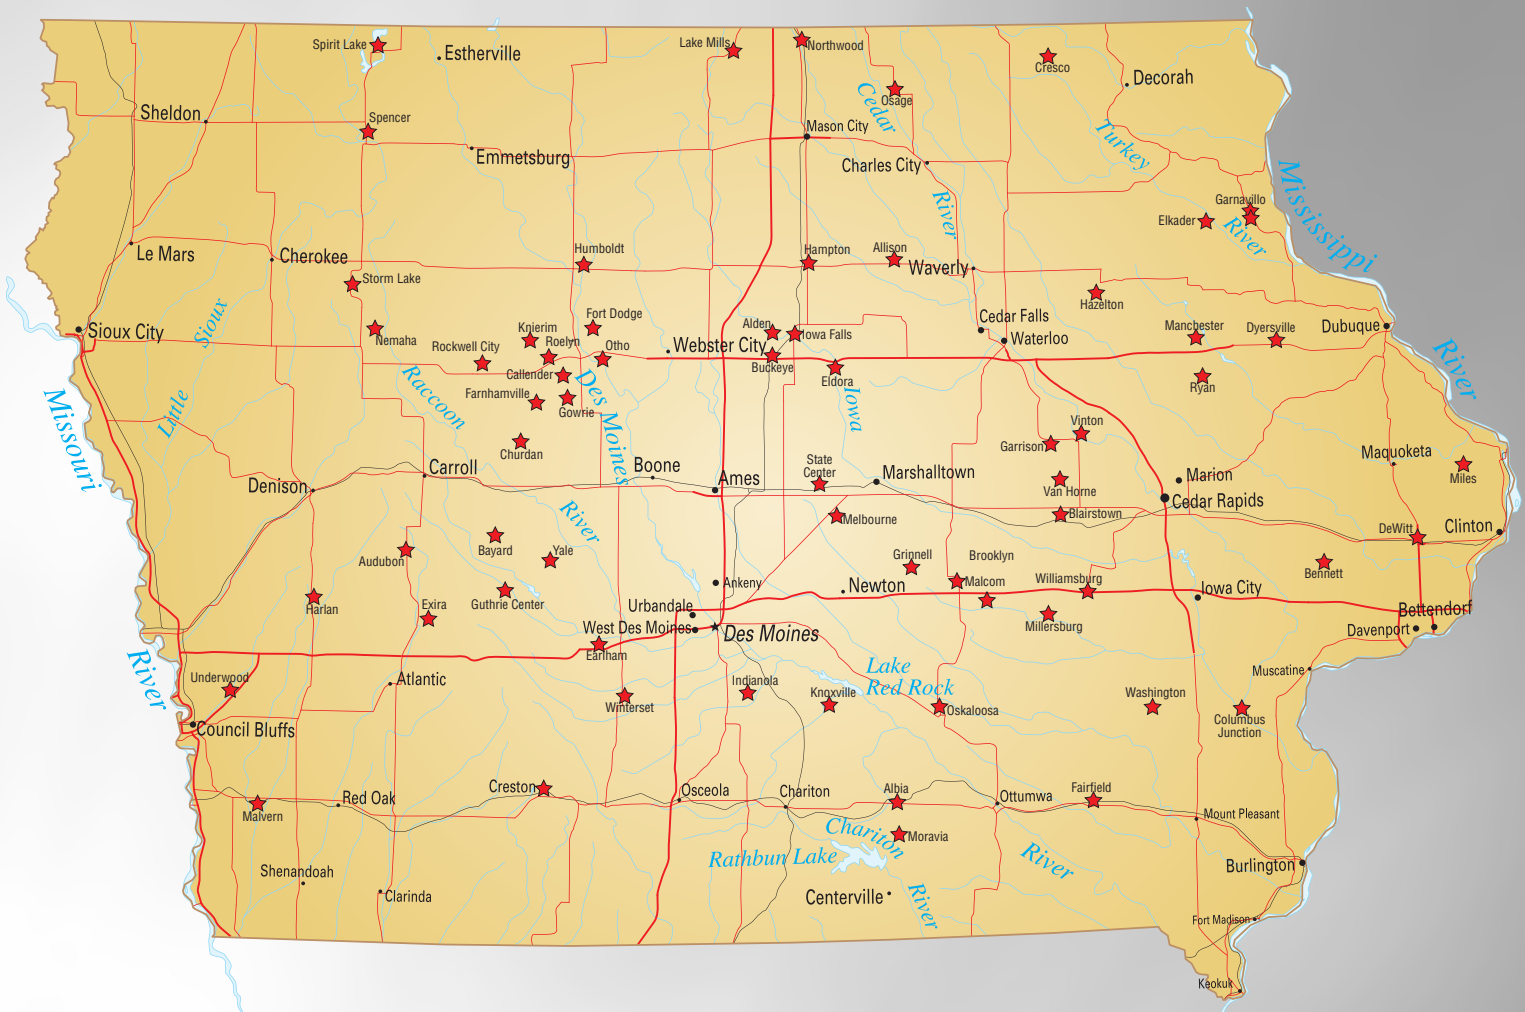 Spirit Lake
Estherville
Lake Mills
Northwood
Cresco
Decorah
Osage
Cedar
Sheldon
Spencer
Mason City
Turkey
Emmetsburg
Charles City
Mississippi
River
Garnavillo
Elkader
River
Le Mars
Cherokee
Humboldt
Hampton
Allison
Waverly
Storm Lake
Hazelton
Sioux
Sioux City
Nemaha
Knierim
Fort Dodge
Alden
Iowa Falls
Cedar Falls
Waterloo
Manchester
Dyersville
Dubuque
Rockwell City
Roelyn
Otho
Webster City
Buckeye
Eldora
River
Callender
Ryan
Raccoon
Des Moines
Iowa
Farnhamville
Gowrie
Little
Missouri
Churdan
Vinton
Garrison
Maquoketa
Miles
Denison
Carroll
Boone
Ames
State
Center
Marshalltown
Van Horne
Marion
Cedar Rapids
River
Melbourne
Blairstown
DeWitt
Clinton
Audubon
Bayard
Yale
Grinnell
Brooklyn
Malcom
Williamsburg
Bennett
Ankeny
Newton
Iowa City
Harlan
Exira
Guthrie Center
Urbandale
West Des Moines
Des Moines
Millersburg
Bettendorf
Davenport
Earlham
River
Underwood
Atlantic
Lake
Red Rock
Muscatine
Indianola
Knoxville
Oskaloosa
Washington
Columbus
Junction
Winterset
Council Bluffs
Creston
Osceola
Chariton
Albia
Ottumwa
Fairfield
Red Oak
Malvern
Mount Pleasant
Chariton
Moravia
Rathbun Lake
River
Shenandoah
Clarinda
Centerville
River
Burlington
Fort Madison
Keokuk